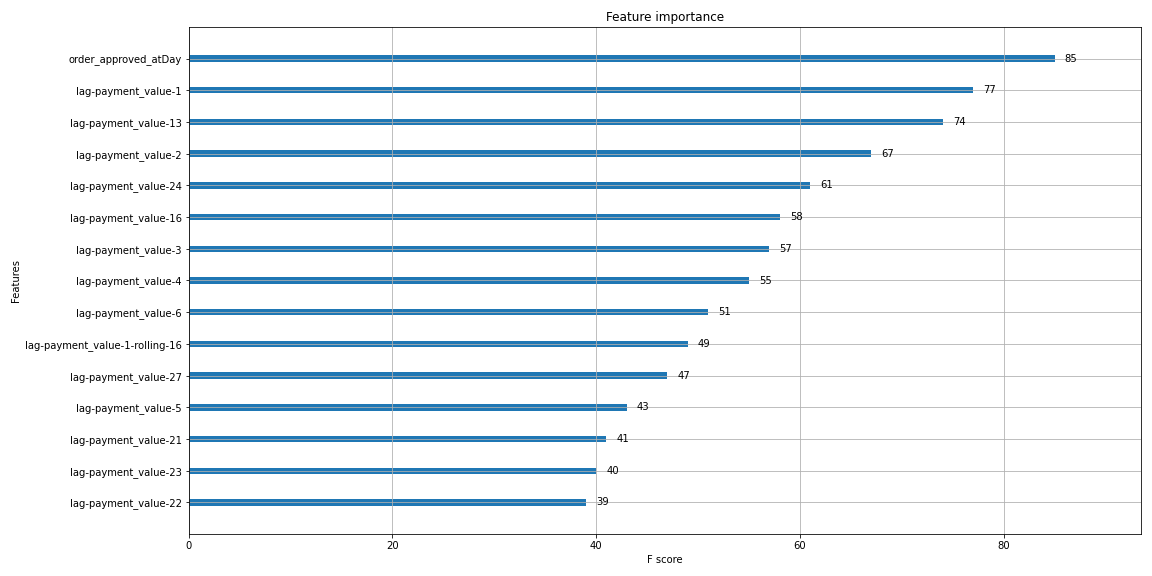 Feature importance
order_approved_atDay 85
lag-payment_value-1 77
lag-payment_value-13 74
lag-payment_value-2 67
lag-payment_value-24 61
lag-payment_value-16 58
lag-payment_value-3 57
lag-payment_value-4 55
lag-payment_value-6 51
lag-payment_value-1-rolling-16 49
lag-payment_value-27 47
lag-payment_value-5 43
lag-payment_value-21 41
lag-payment_value-23 40
lag-payment_value-22 39
Features
0 20 40 60 80
F score